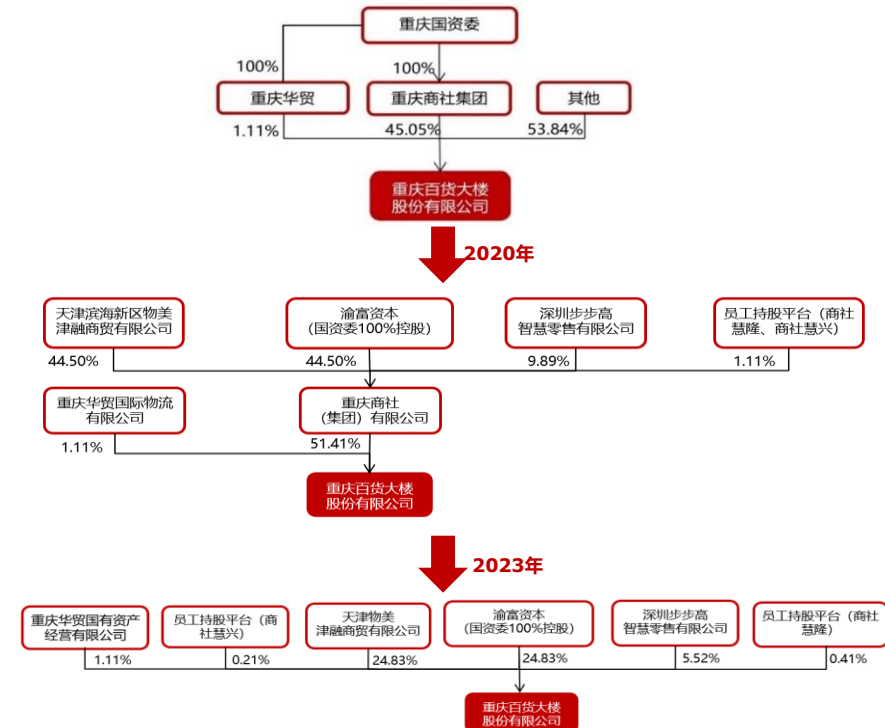 重庆国资委
100%
100%
重庆华贸
重庆商社集团
其他
1.11%
45.05%
53.84%
重庆百货大楼
股份有限公司
2020年
天津滨海新区物美
津融商贸有限公司
渝富资本
(国资委100%控股)
深圳步步高
智慧零售有限公司
员工持股平台（商社
慧隆、商社慧兴）
44.50%
44.50%
9.89%
1.11%
重庆华贸国际物流
有限公司
重庆商社
（集团）有限公司
1.11%
51.41%
重庆百货大楼
股份有限公司
2023年
重庆华贸国有资产
经营有限公司
员工持股平台（商
社慧兴）
天津物美
津融商贸有限公司
渝富资本
(国资委100%控股)
深圳步步高
智慧零售有限公司
员工持股平台（商社
慧隆）
1.11%
0.21%
24.83%
24.83%
5.52%
0.41%
重庆百货大楼
股份有限公司